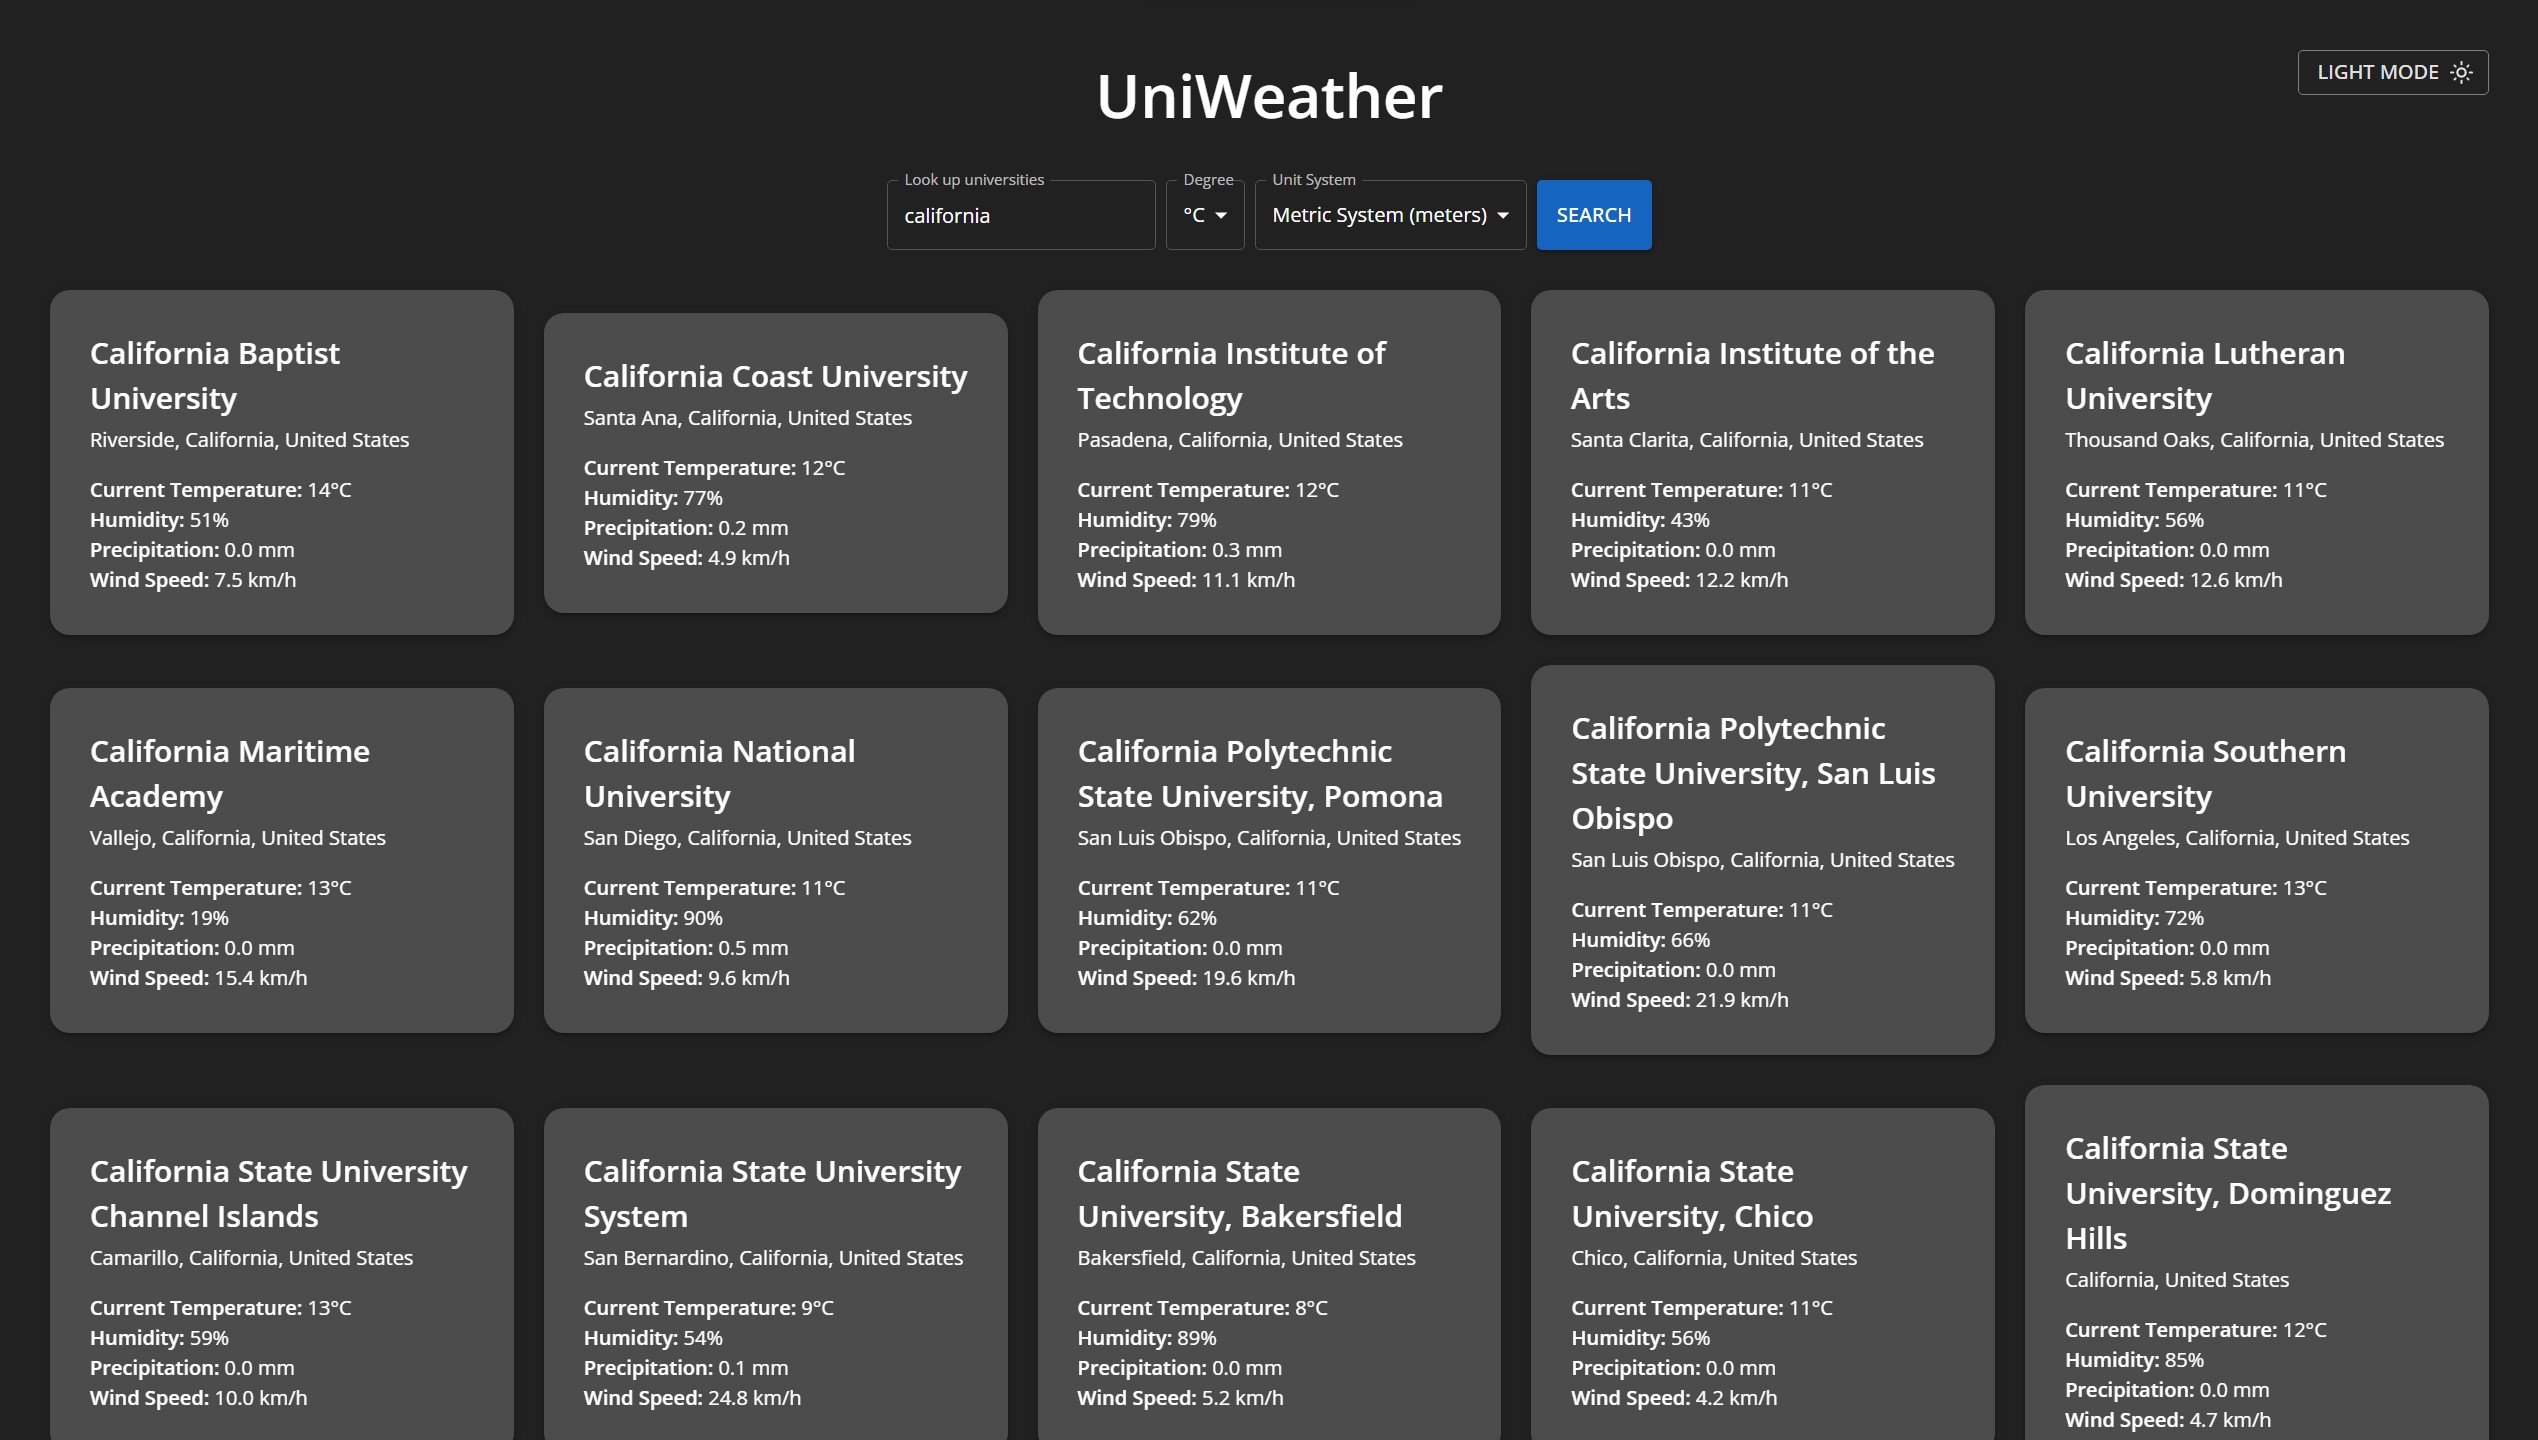 LIGHT MODE
UniWeather
Look up universities
california
Degree
°C
Unit System
Metric System (meters)
SEARCH
California Baptist
University
Riverside, California, United States
Current Temperature: 14°C
Humidity: 51%
Precipitation: 0.0 mm
Wind Speed: 7.5 km/h
California Coast University
Santa Ana, California, United States
Current Temperature: 12°C
Humidity: 77%
Precipitation: 0.2 mm
Wind Speed: 4.9 km/h
California Institute of
Technology
Pasadena, California, United States
Current Temperature: 12°C
Humidity: 79%
Precipitation: 0.3 mm
Wind Speed: 11.1 km/h
California Institute of the
Arts
Santa Clarita, California, United States
Current Temperature: 11°C
Humidity: 43%
Precipitation: 0.0 mm
Wind Speed: 12.2 km/h
California Lutheran
University
Thousand Oaks, California, United States
Current Temperature: 11°C
Humidity: 56%
Precipitation: 0.0 mm
Wind Speed: 12.6 km/h
California Maritime
Academy
Vallejo, California, United States
Current Temperature: 13°C
Humidity: 19%
Precipitation: 0.0 mm
Wind Speed: 15.4 km/h
California National
University
San Diego, California, United States
Current Temperature: 11°C
Humidity: 90%
Precipitation: 0.5 mm
Wind Speed: 9.6 km/h
California Polytechnic
State University, Pomona
San Luis Obispo, California, United States
Current Temperature: 11°C
Humidity: 62%
Precipitation: 0.0 mm
Wind Speed: 19.6 km/h
California Polytechnic
State University, San Luis
Obispo
San Luis Obispo, California, United States
Current Temperature: 11°C
Humidity: 66%
Precipitation: 0.0 mm
Wind Speed: 21.9 km/h
California Southern
University
Los Angeles, California, United States
Current Temperature: 13°C
Humidity: 72%
Precipitation: 0.0 mm
Wind Speed: 5.8 km/h
California State University
Channel Islands
Camarillo, California, United States
Current Temperature: 13°C
Humidity: 59%
Precipitation: 0.0 mm
Wind Speed: 10.0 km/h
California State University
System
San Bernardino, California, United States
Current Temperature: 9°C
Humidity: 54%
Precipitation: 0.1 mm
Wind Speed: 24.8 km/h
California State
University, Bakersfield
Bakersfield, California, United States
Current Temperature: 8°C
Humidity: 89%
Precipitation: 0.0 mm
Wind Speed: 5.2 km/h
California State
University, Chico
Chico, California, United States
Current Temperature: 11°C
Humidity: 56%
Precipitation: 0.0 mm
Wind Speed: 4.2 km/h
California State
University, Dominguez
Hills
California, United States
Current Temperature: 12°C
Humidity: 85%
Precipitation: 0.0 mm
Wind Speed: 4.7 km/h